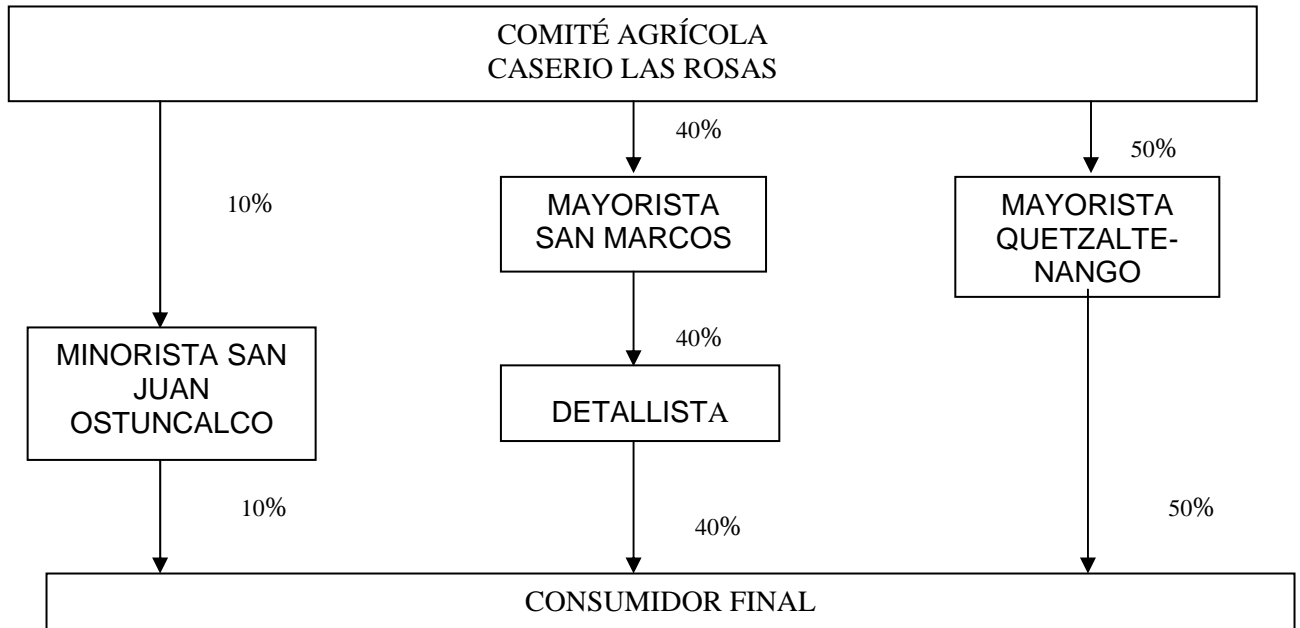 COMITÉ AGRÍCOLA
CASERIO LAS ROSAS
40%
50%
10%
MAYORISTA
SAN MARCOS
MAYORISTA
QUETZALTE-
NANGO
40%
MINORISTA SAN
JUAN
OSTUNCALCO
DETALLISTA
10%
40%
50%
CONSUMIDOR FINAL